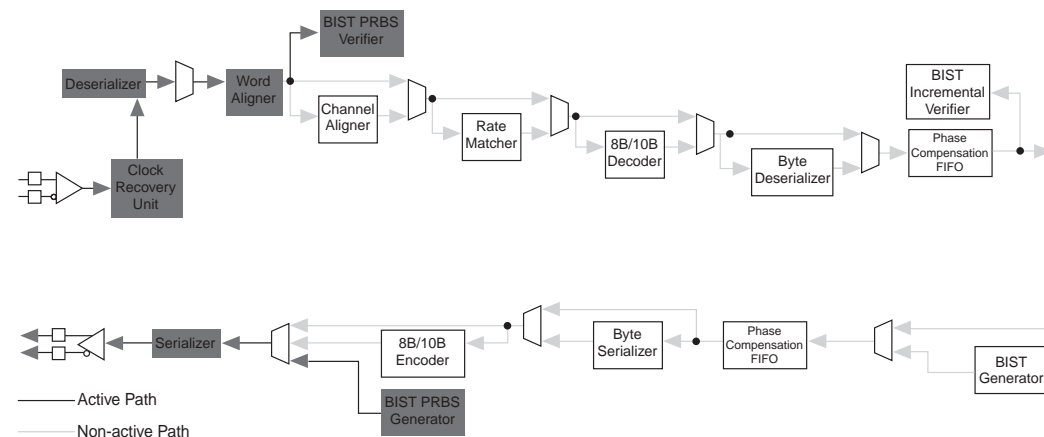 BIST PRBS
Verifier
Deserializer
Word
Aligner
Channel
Aligner
Rate
Matcher
8B/10B
Decoder
Byte
Deserializer
BIST
Incremental
Verifier
Phase
Compensation
FIFO
Clock
Recovery
Unit
Serializer
8B/10B
Encoder
BIST PRBS
Generator
Byte
Serializer
Phase
Compensation
FIFO
BIST
Generator
Active Path
Non-active Path